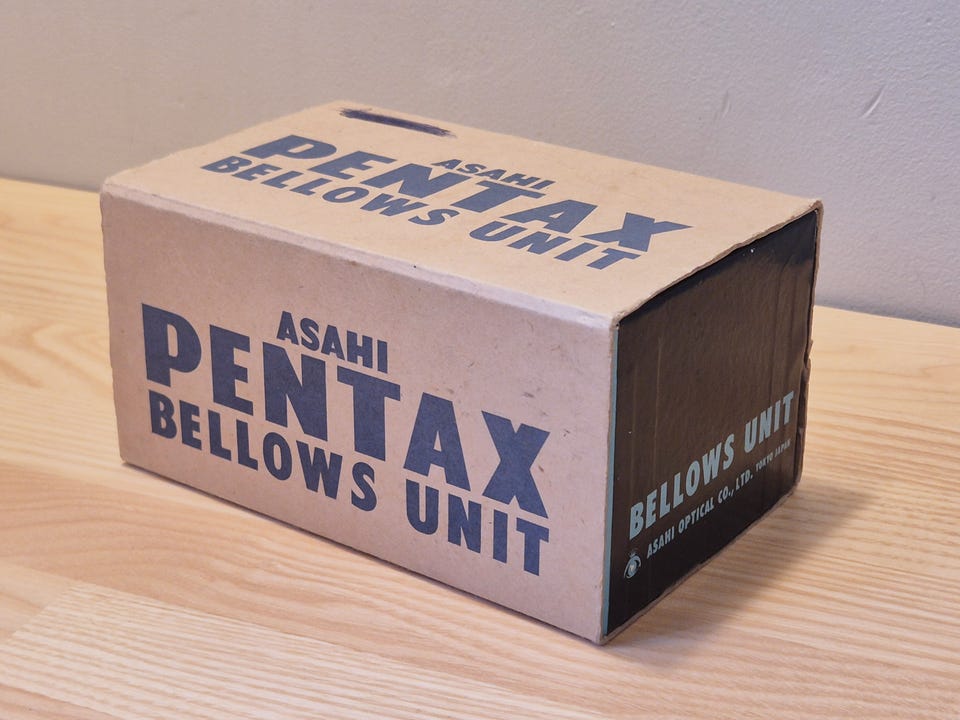 ASAHI
PENTAX
BELLOWS UNIT
ASAHI
PENTAX
BELLOWS UNIT
BELLOWS UNIT
ASAHI OPTICAL CO., LTD. TOKYO JAPAN